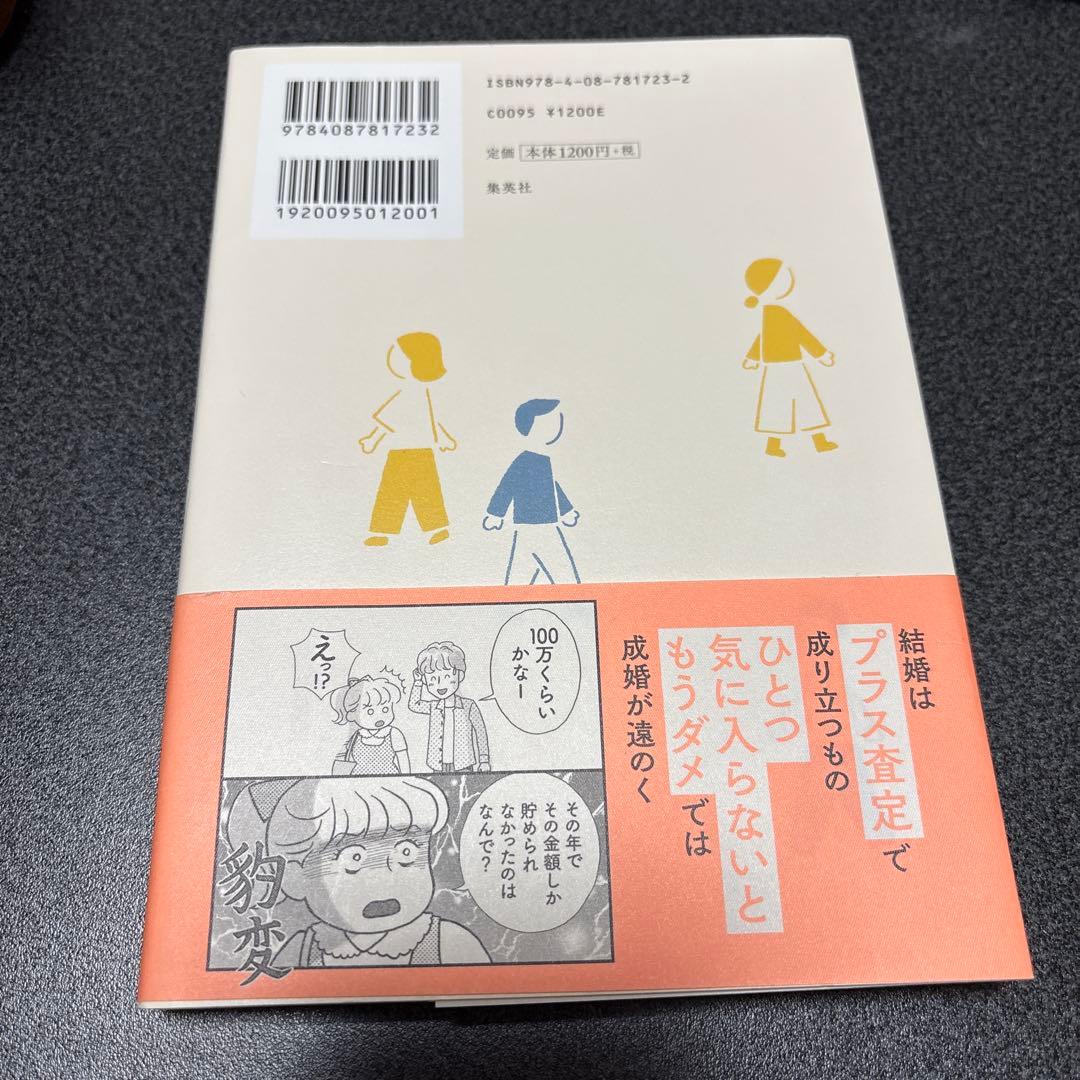 ISBN978-4-08-781723-2
C0095 ¥1200E
定価 本体1200円+税
集英社
9784087817232
1920095012001
結婚は
プラス査定で
成り立つもの
ひとつ
気に入らないと
もうダメでは
成婚が遠のく
100万くらい
かなー
えっ!?
その年で
その金額しか
貯められ
なかったのは
なんで?
豹変